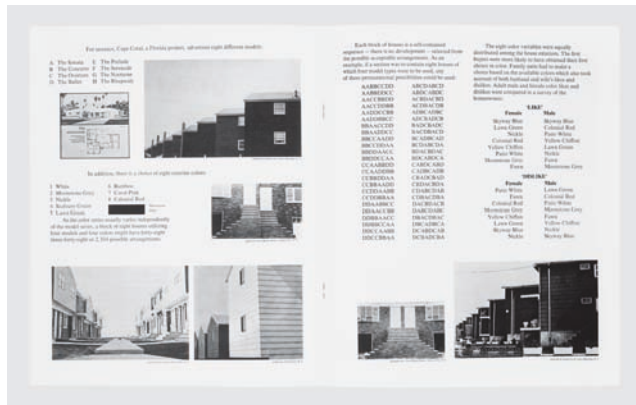 For instance, Cape Coral, a Florida project, advertises eight different models:
A The Sonata
B The Concerto
C The Overture
D The Ballet
E The Prelude
F The Serenade
G The Nocturne
H The Rhapsody
In addition, there is a choice of eight exterior colors:
1 White
2 Moonstone Grey
3 Nickle
4 Seafoam Green
5 Lawn Green
6 Bamboo
7 Coral Pink
8 Colonial Red
As the color series usually varies independently
of the model series, a block of eight houses utilizing
four models and four colors might have forty-eight
times forty-eight or 2,304 possible arrangements.
Each block of houses is a self-contained
sequence — there is no development — selected from
the possible acceptable arrangements. As an
example, if a section was to contain eight houses of
which four model types were to be used, any
of these permutational possibilities could be used:
AABBCCDD ABCDABCD
AABBDDCC ABDCABDC
AACCBBDD ACBDACBD
AACCDDBB ACDBACDB
AADDCCBB ADBCADBC
AADDBBCC ADCBADCB
BBCCAADD BCADBCAD
BBCCDDAA BCDABCDA
BBDDAACC BDACBDAC
BBDDCCAA BDCABDCA
CCAABBDD CABDCABD
CCAADDBB CADBCADB
CCBBDDAA CBADCBAD
CCBBAADD CBDACBDA
CCDDAABB CDABCDAB
CCDDBBAA CDBACDBA
DDAABBCC DACBDACB
DDAACCBB DABCDABC
DDBBAACC DBACDBAC
DDBBCCAA DBCADBCA
DDCCAABB DCABDCAB
DDCCBBAA DCBADCBA
The eight color variables were equally
distributed among the house exteriors. The first
buyers were more likely to have obtained their first
choice in color. Family units had to make a
choice based on the available colors which also took
account of both husband and wife's likes and
dislikes. Adult male and female color likes and
dislikes were compared in a survey of the
homeowners:
'LIKE'
Female Male
Skyway Blue Skyway Blue
Lawn Green Colonial Red
Nickle Patio White
Colonial Red Yellow Chiffon
Yellow Chiffon Lawn Green
Patio White Nickle
Moonstone Grey Fawn
Fawn Moonstone Grey
'DISLIKE'
Female Male
Patio White Lawn Green
Fawn Colonial Red
Colonial Red Patio White
Moonstone Grey Moonstone Grey
Yellow Chiffon Fawn
Lawn Green Yellow Chiffon
Skyway Blue Nickle
Nickle Skyway Blue